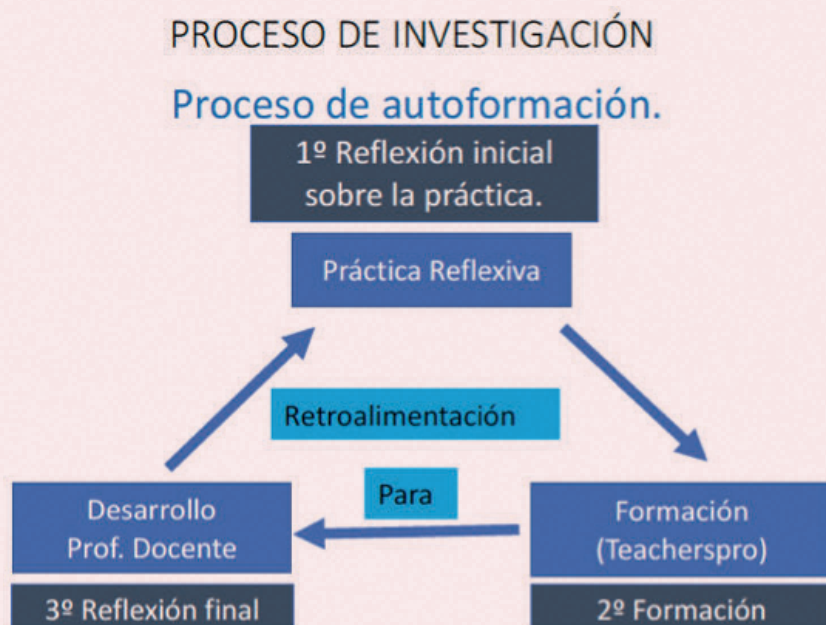 PROCESO DE INVESTIGACIÓN
Proceso de autoformación.
1º Reflexión inicial
sobre la práctica.
Práctica Reflexiva
Retroalimentación
Para
Desarrollo
Prof. Docente
3º Reflexión final
Formación
(Teacherspro)
2º Formación